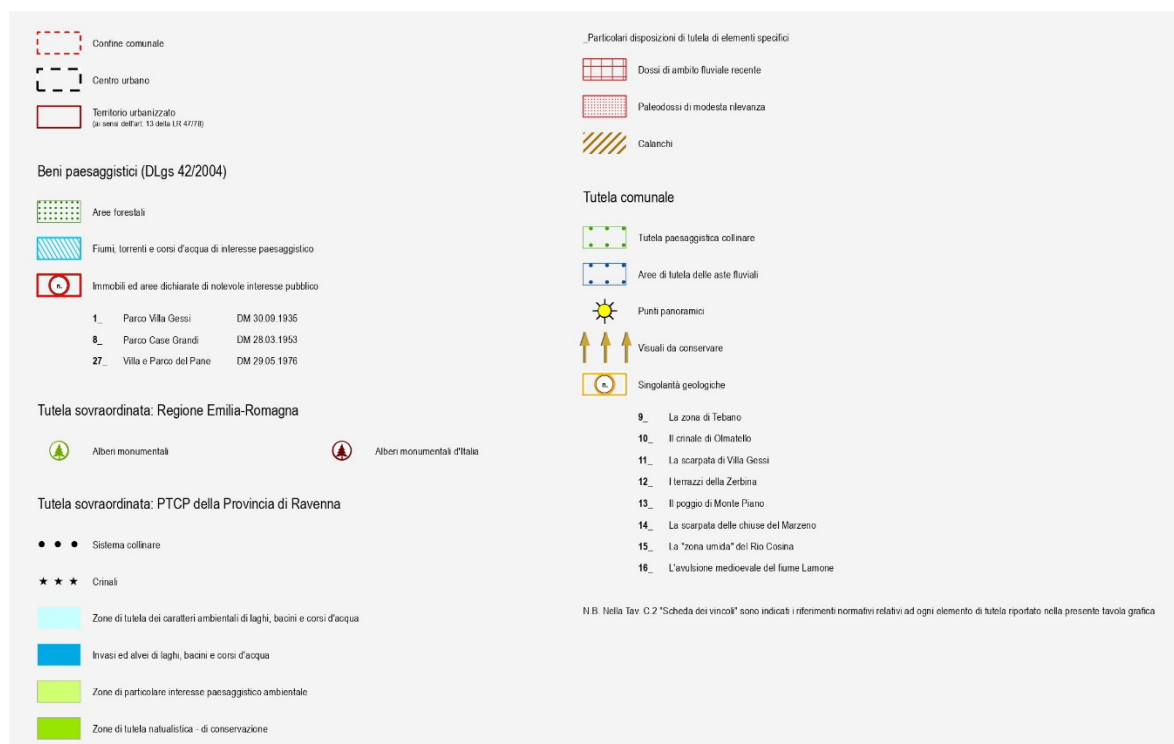 Confine comunale
Centro urbano
Territorio urbanizzato
(ai sensi dell'art. 13 della LR 47/78)
Beni paesaggistici (DLgs 42/2004)
Aree forestali
Fiumi, torrenti e corsi d'acqua di interesse paesaggistico
n.
Immobili ed aree dichiarate di notevole interesse pubblico
1_ Parco Villa Gessi DM 30.09.1935
8_ Parco Case Grandi DM 28.03.1953
27_ Villa e Parco del Pane DM 29.05.1976
Tutela sovraordinata: Regione Emilia-Romagna
Alberi monumentali
Alberi monumentali d'Italia
Tutela sovraordinata: PTCP della Provincia di Ravenna
Sistema collinare
Crinali
Zone di tutela dei caratteri ambientali di laghi, bacini e corsi d'acqua
Invasi ed alvei di laghi, bacini e corsi d'acqua
Zone di particolare interesse paesaggistico ambientale
Zone di tutela natualistica - di conservazione
_Particolari disposizioni di tutela di elementi specifici
Dossi di ambito fluviale recente
Paleodossi di modesta rilevanza
Calanchi
Tutela comunale
Tutela paesaggistica collinare
Aree di tutela delle aste fluviali
Punti panoramici
Visuali da conservare
n.
Singolarità geologiche
9_ La zona di Tebano
10_ Il crinale di Olmatello
11_ La scarpata di Villa Gessi
12_ I terrazzi della Zerbina
13_ Il poggio di Monte Piano
14_ La scarpata delle chiuse del Marzeno
15_ La "zona umida" del Rio Cosina
16_ L'avulsione medioevale del fiume Lamone
N.B. Nella Tav. C.2 "Scheda dei vincoli" sono indicati i riferimenti normativi relativi ad ogni elemento di tutela riportato nella presente tavola grafica